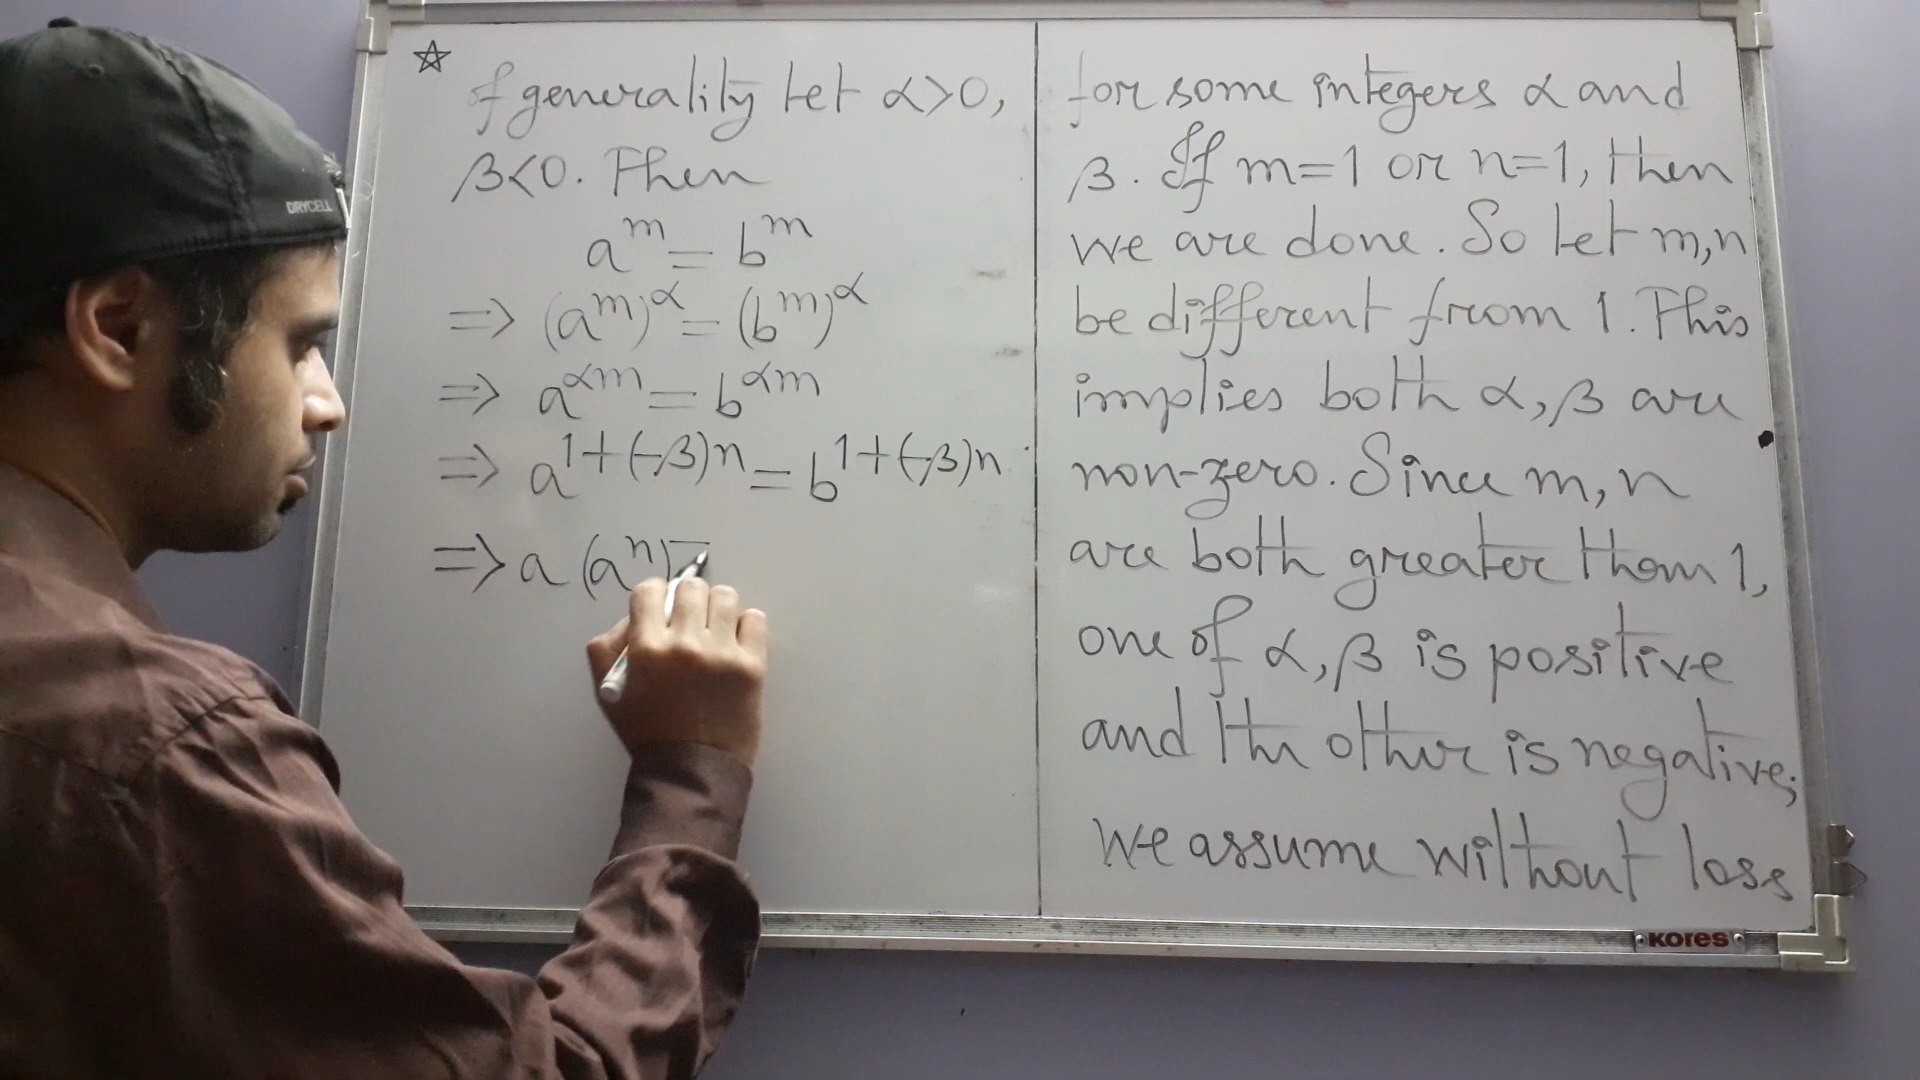 ☆
of generality let α>0,
β<0. Then
a^m = b^m
=> (a^m)^α = (b^m)^α
=> a^αm = b^αm
=> a^1+(-β)n = b^1+(-β)n
=> a (a^n)^-
for some integers α and
β. If m=1 or n=1, then
we are done. So let m,n
be different from 1. This
implies both α,β are
non-zero. Since m, n
are both greater than 1,
one of α, β is positive
and the other is negative;
we assume without loss
KORES
DRYCELL